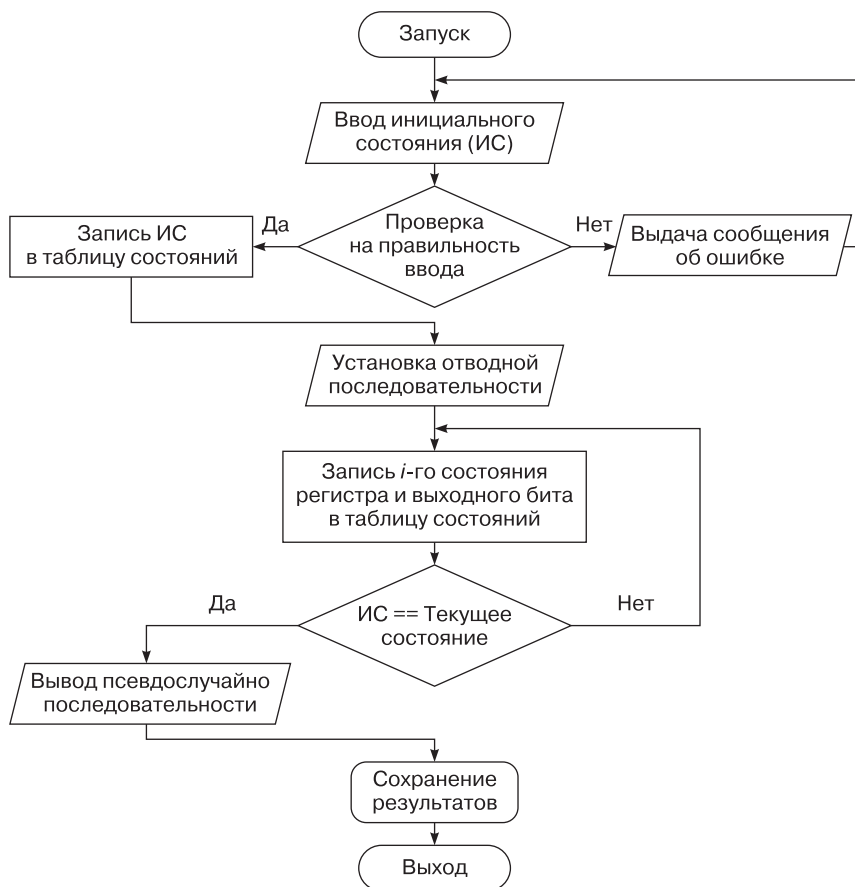 Запуск
Ввод инициального
состояния (ИС)
Да
Проверка
на правильность
ввода
Нет
Запись ИС
в таблицу состояний
Выдача сообщения
об ошибке
Установка отводной
последовательности
Запись i-го состояния
регистра и выходного бита
в таблицу состояний
Да
ИС == Текущее
состояние
Нет
Вывод псевдослучайно
последовательности
Сохранение
результатов
Выход